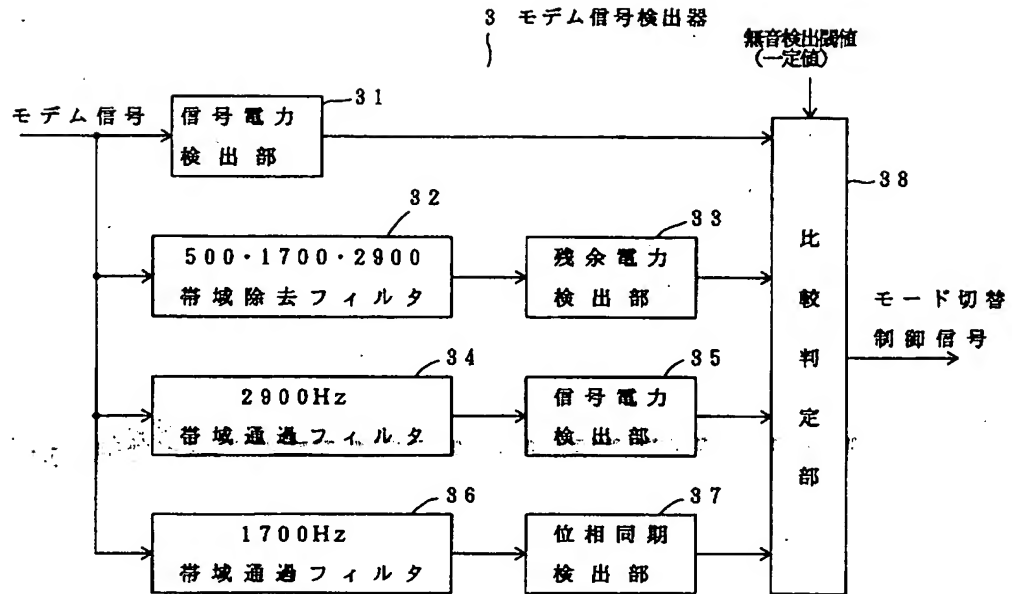 3 モデム信号検出器
無音検出閾値
(一定値)
モデム信号
31
信号電力
検出部
32
500・1700・2900
帯域除去フィルタ
33
残余電力
検出部
38
比較判定部
モード切替
制御信号
34
2900Hz
帯域通過フィルタ
35
信号電力
検出部
36
1700Hz
帯域通過フィルタ
37
位相同期
検出部